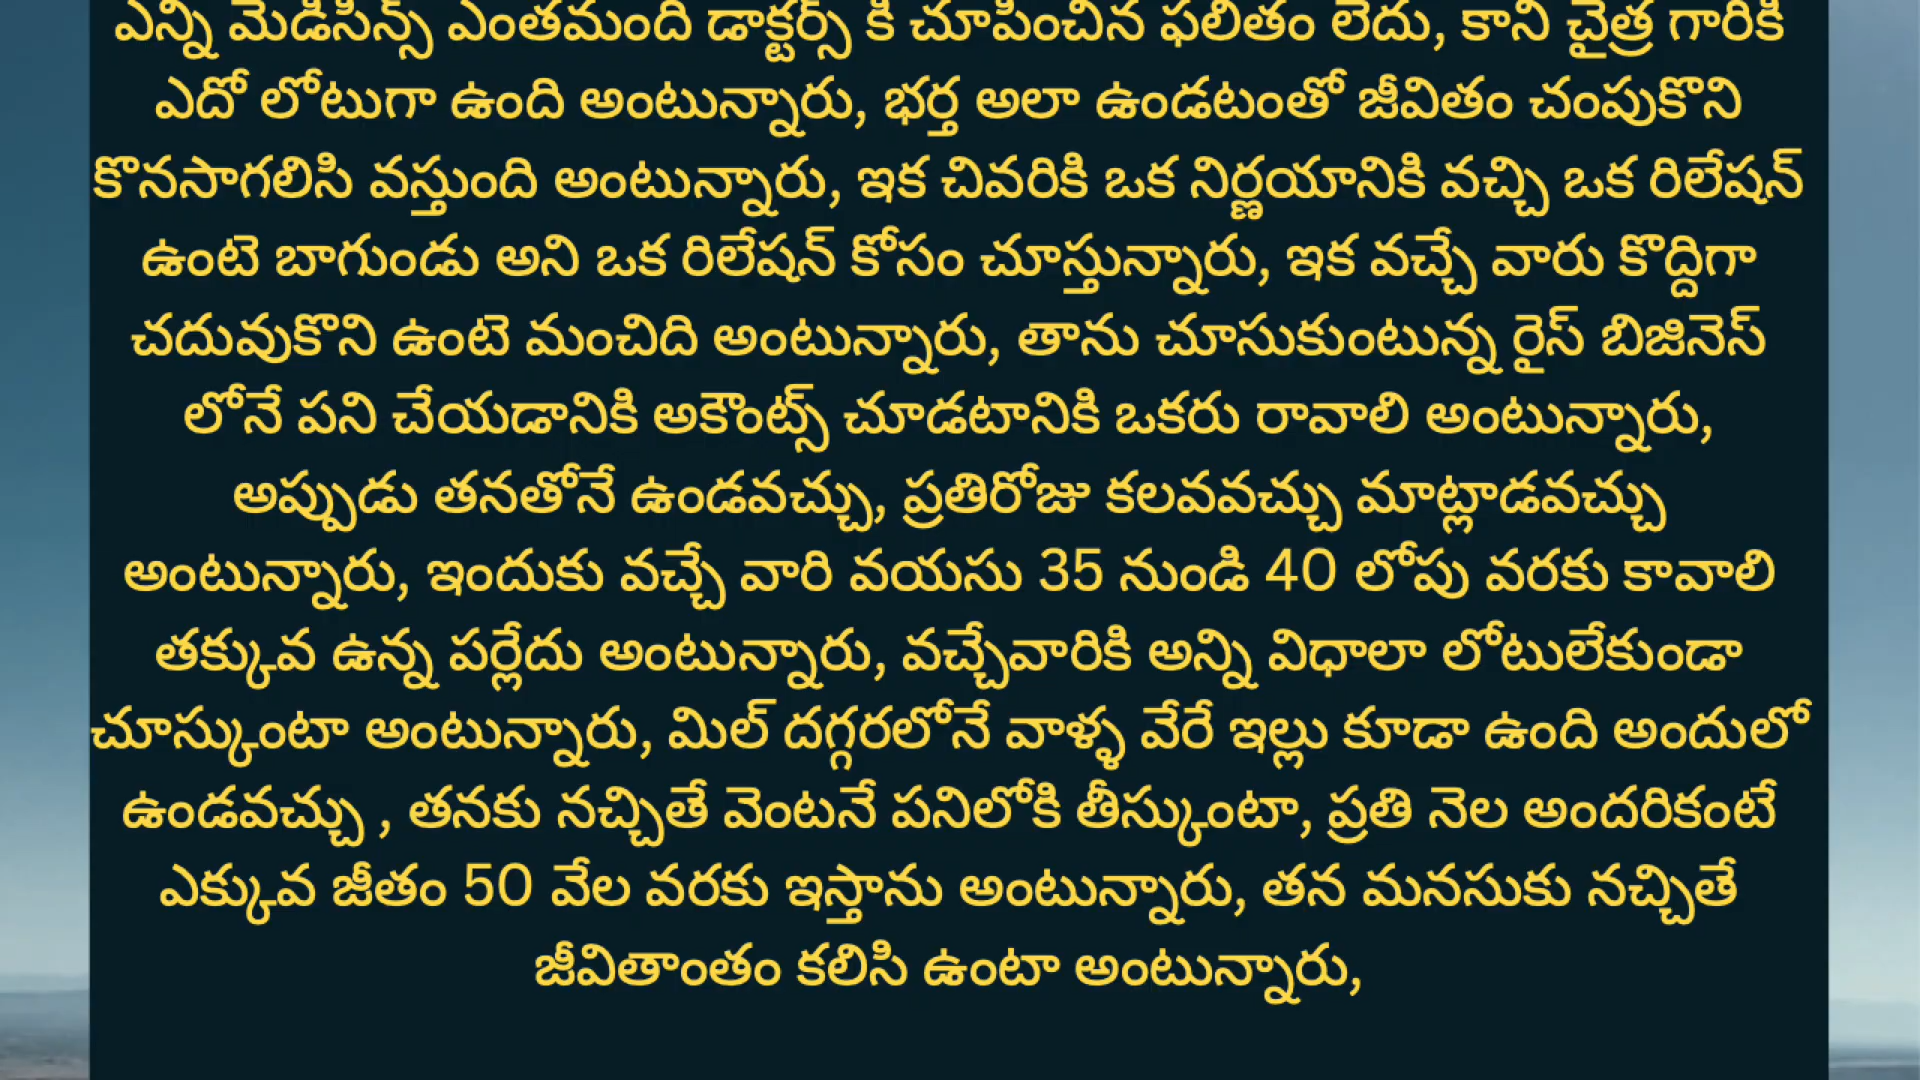 ఎన్ని మెడిసిన్స్ ఎంతమంది డాక్టర్స్ కి చూపించిన ఫలితం లేదు, కాని చైత్ర గారికి
ఎదో లోటుగా ఉంది అంటున్నారు, భర్త అలా ఉండటంతో జీవితం చంపుకొని
కొనసాగలిసి వస్తుంది అంటున్నారు, ఇక చివరికి ఒక నిర్ణయానికి వచ్చి ఒక రిలేషన్
ఉంటె బాగుండు అని ఒక రిలేషన్ కోసం చూస్తున్నారు, ఇక వచ్చే వారు కొద్దిగా
చదువుకొని ఉంటె మంచిది అంటున్నారు, తాను చూసుకుంటున్న రైస్ బిజినెస్
లోనే పని చేయడానికి అకౌంట్స్ చూడటానికి ఒకరు రావాలి అంటున్నారు,
అప్పుడు తనతోనే ఉండవచ్చు, ప్రతిరోజు కలవవచ్చు మాట్లాడవచ్చు
అంటున్నారు, ఇందుకు వచ్చే వారి వయసు 35 నుండి 40 లోపు వరకు కావాలి
తక్కువ ఉన్న పర్లేదు అంటున్నారు, వచ్చేవారికి అన్ని విధాలా లోటులేకుండా
చూస్కుంటా అంటున్నారు, మిల్ దగ్గరలోనే వాళ్ళ వేరే ఇల్లు కూడా ఉంది అందులో
ఉండవచ్చు , తనకు నచ్చితే వెంటనే పనిలోకి తీస్కుంటా, ప్రతి నెల అందరికంటే
ఎక్కువ జీతం 50 వేల వరకు ఇస్తాను అంటున్నారు, తన మనసుకు నచ్చితే
జీవితాంతం కలిసి ఉంటా అంటున్నారు,